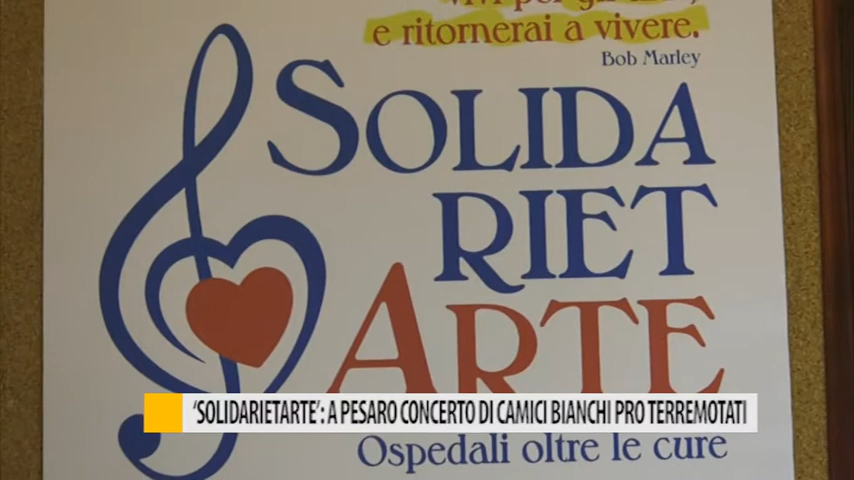 e ritornerai a vivere.
Bob Marley
SOLIDA
RIET
ARTE
'SOLIDARIETARTE': A PESARO CONCERTO DI CAMICI BIANCHI PRO TERREMOTATI
Ospedali oltre le cure